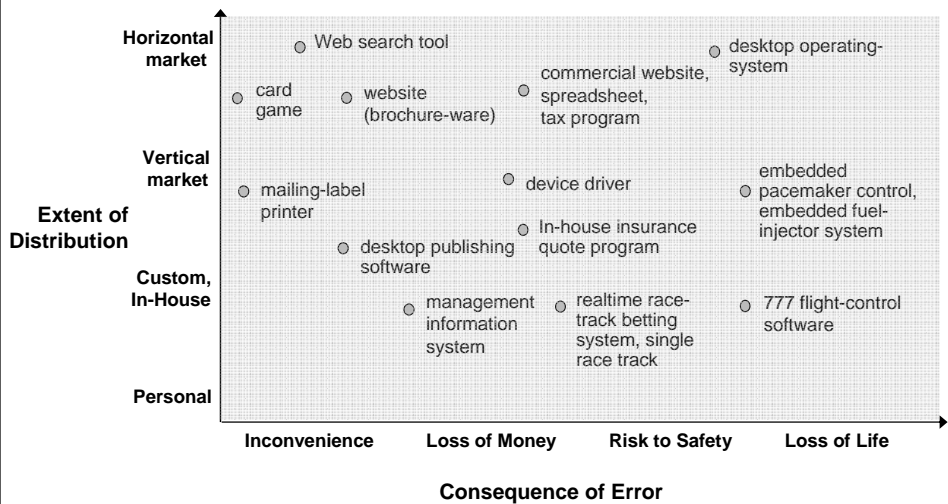 Horizontal
market
Web search tool
desktop operating-
system
commercial website,
spreadsheet,
tax program
card
game
website
(brochure-ware)
Vertical
market
mailing-label
printer
device driver
embedded
pacemaker control,
embedded fuel-
injector system
Extent of
Distribution
In-house insurance
quote program
desktop publishing
software
Custom,
In-House
management
information
system
realtime race-
track betting
system, single
race track
777 flight-control
software
Personal
Inconvenience
Loss of Money
Risk to Safety
Loss of Life
Consequence of Error